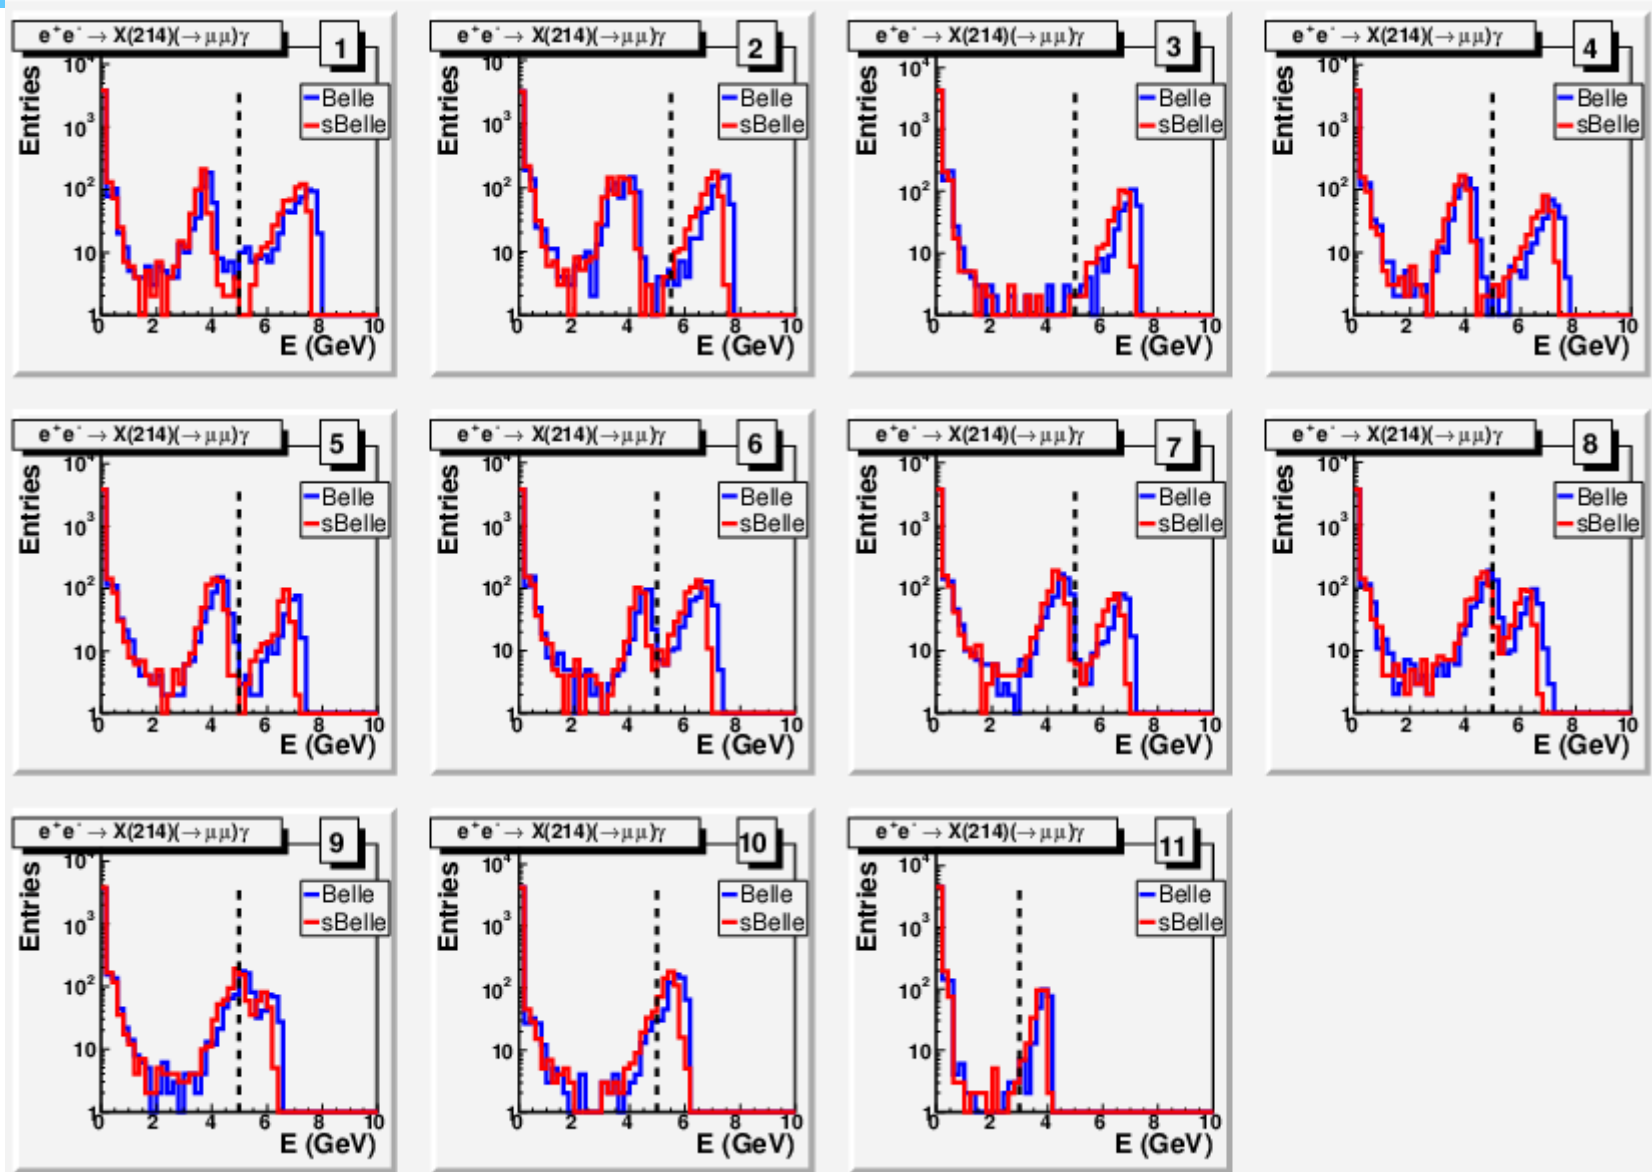 e⁺e⁻ → X(214)(→μμ)γ 1
10⁴
Entries
Belle
sBelle
10³
10²
10
1
0 2 4 6 8 10
E (GeV)
e⁺e⁻ → X(214)(→μμ)γ 2
10⁴
Entries
Belle
sBelle
10³
10²
10
1
0 2 4 6 8 10
E (GeV)
e⁺e⁻ → X(214)(→μμ)γ 3
10⁴
Entries
Belle
sBelle
10³
10²
10
1
0 2 4 6 8 10
E (GeV)
e⁺e⁻ → X(214)(→μμ)γ 4
10⁴
Entries
Belle
sBelle
10³
10²
10
1
0 2 4 6 8 10
E (GeV)
e⁺e⁻ → X(214)(→μμ)γ 5
10⁴
Entries
Belle
sBelle
10³
10²
10
1
0 2 4 6 8 10
E (GeV)
e⁺e⁻ → X(214)(→μμ)γ 6
10⁴
Entries
Belle
sBelle
10³
10²
10
1
0 2 4 6 8 10
E (GeV)
e⁺e⁻ → X(214)(→μμ)γ 7
10⁴
Entries
Belle
sBelle
10³
10²
10
1
0 2 4 6 8 10
E (GeV)
e⁺e⁻ → X(214)(→μμ)γ 8
10⁴
Entries
Belle
sBelle
10³
10²
10
1
0 2 4 6 8 10
E (GeV)
e⁺e⁻ → X(214)(→μμ)γ 9
10⁴
Entries
Belle
sBelle
10³
10²
10
1
0 2 4 6 8 10
E (GeV)
e⁺e⁻ → X(214)(→μμ)γ 10
10⁴
Entries
Belle
sBelle
10³
10²
10
1
0 2 4 6 8 10
E (GeV)
e⁺e⁻ → X(214)(→μμ)γ 11
10⁴
Entries
Belle
sBelle
10³
10²
10
1
0 2 4 6 8 10
E (GeV)